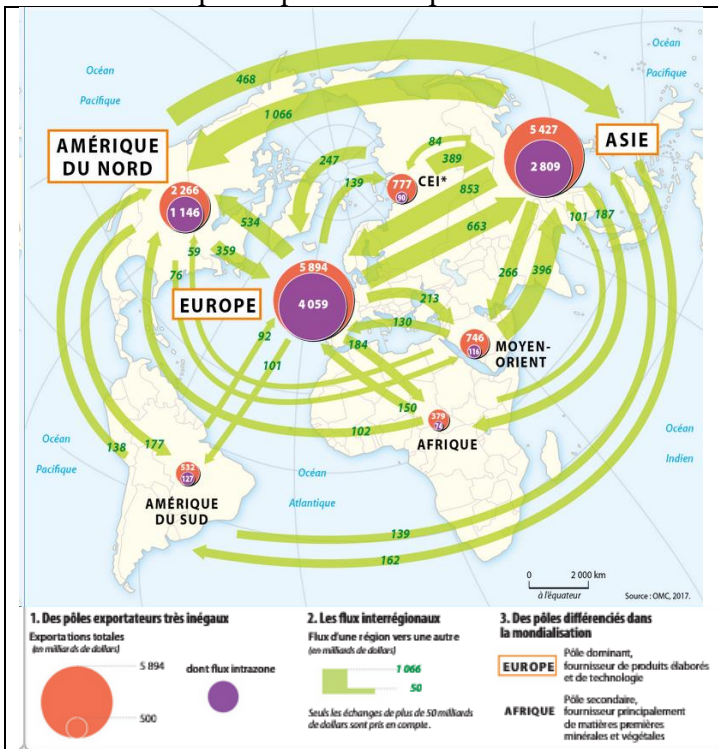 Océan
Pacifique
468
1 066
Océan
Pacifique
AMÉRIQUE
DU NORD
5 427
2 809
ASIE
84
389
247
139
777
90
CEI*
853
663
2 266
1 146
534
59
359
76
101
187
266
396
EUROPE
5 894
4 059
213
130
746
116
MOYEN-
ORIENT
92
101
184
150
379
74
AFRIQUE
102
138
177
Océan
Pacifique
532
127
AMÉRIQUE
DU SUD
Océan
Atlantique
Océan
Indien
139
162
0 2 000 km
à l'équateur
Source : OMC, 2017.
1. Des pôles exportateurs très inégaux
Exportations totales
(en milliards de dollars)
5 894
500
dont flux intrazone
2. Les flux interrégionaux
Flux d'une région vers une autre
(en milliards de dollars)
1 066
50
Seuls les échanges de plus de 50 milliards
de dollars sont pris en compte.
3. Des pôles différenciés dans
la mondialisation
EUROPE
Pôle dominant,
fournisseur de produits élaborés
et de technologie
AFRIQUE
Pôle secondaire,
fournisseur principalement
de matières premières
minérales et végétales